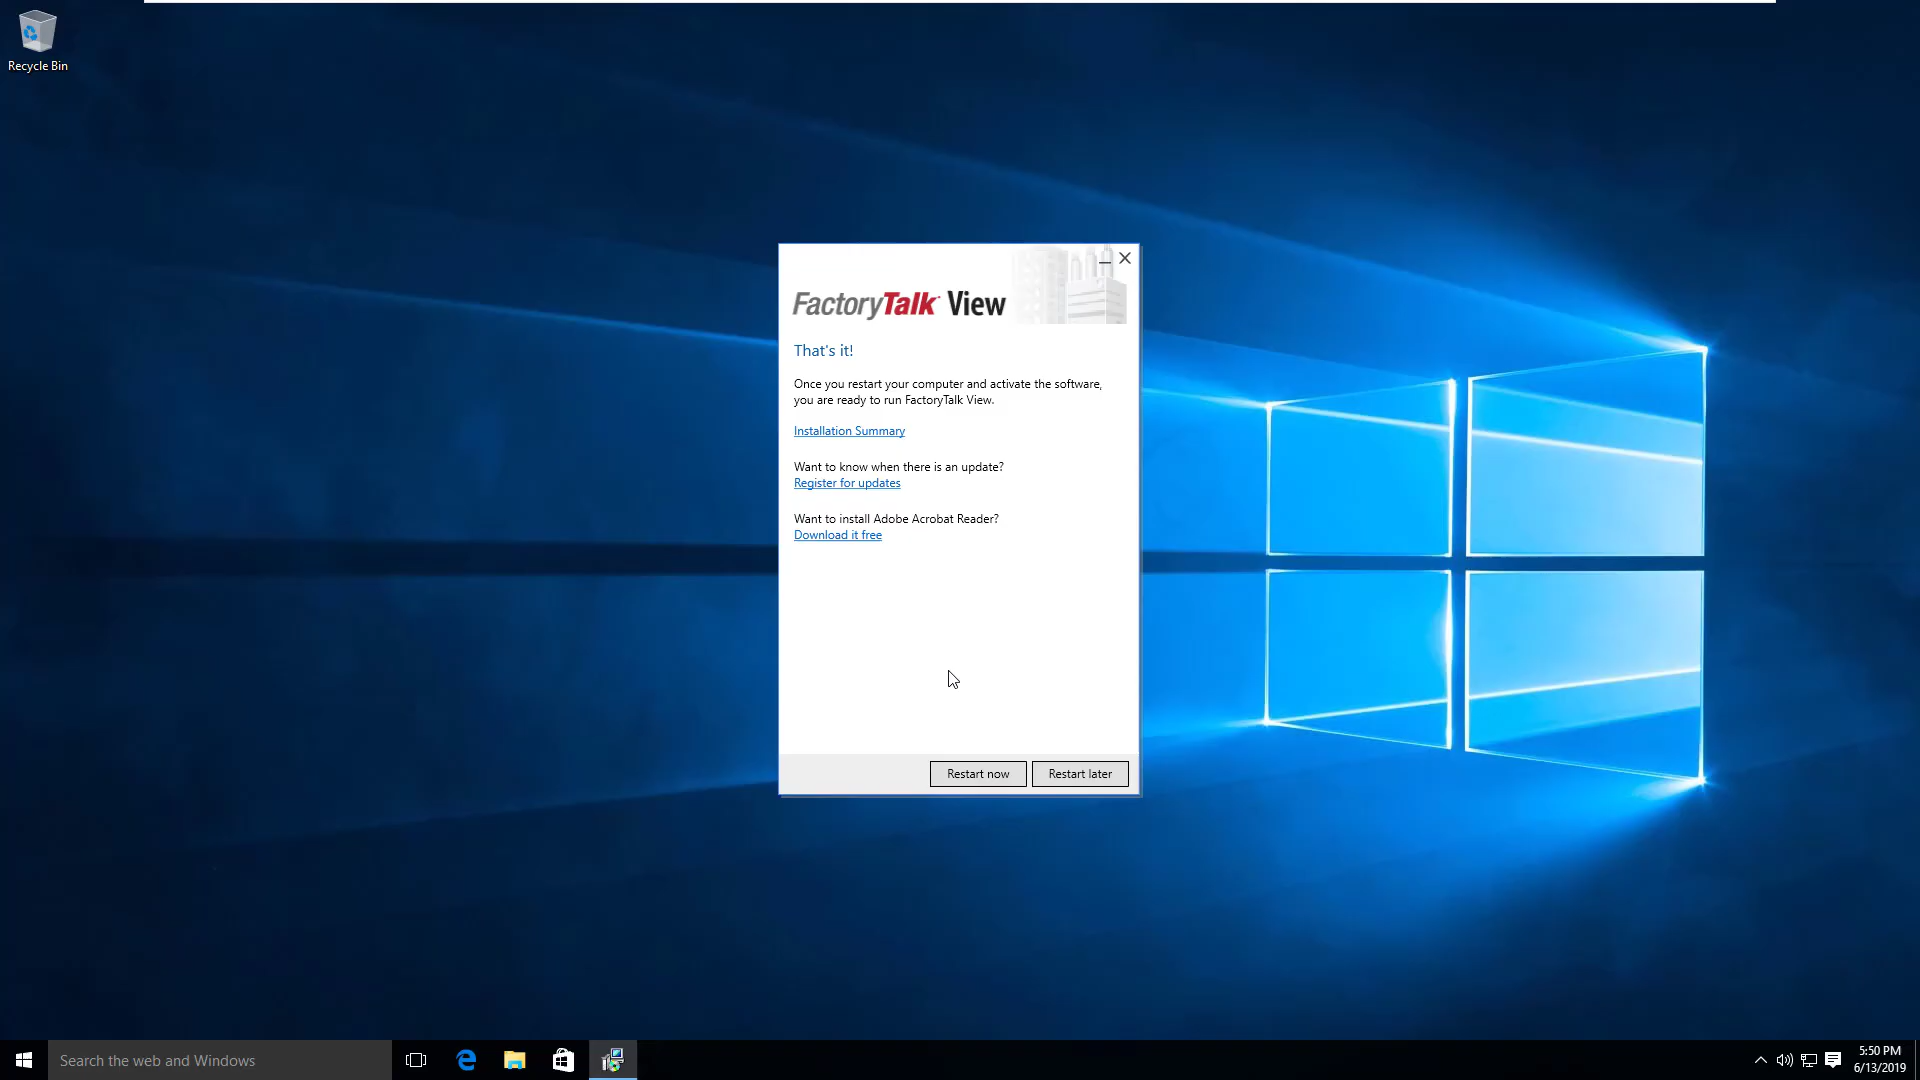 Recycle Bin
FactoryTalk View
That's it!
Once you restart your computer and activate the software,
you are ready to run FactoryTalk View.
Installation Summary
Want to know when there is an update?
Register for updates
Want to install Adobe Acrobat Reader?
Download it free
Restart now
Restart later
Search the web and Windows
5:50 PM
6/13/2019